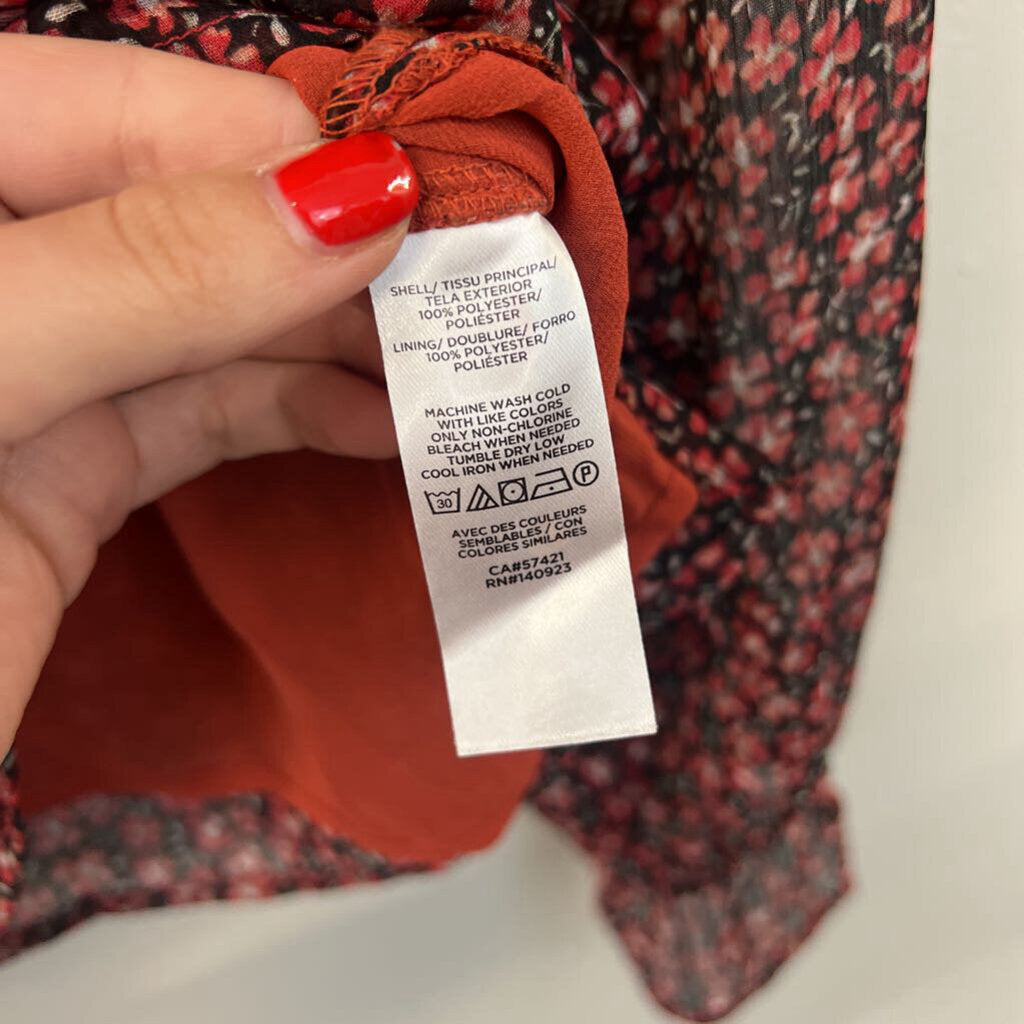 SHELL/ TISSU PRINCIPAL/
TELA EXTERIOR
100% POLYESTER/
POLIÉSTER
LINING/ DOUBLURE/ FORRO
100% POLYESTER/
POLIÉSTER
MACHINE WASH COLD
WITH LIKE COLORS
ONLY NON-CHLORINE
BLEACH WHEN NEEDED
TUMBLE DRY LOW
COOL IRON WHEN NEEDED
30 P
AVEC DES COULEURS
SEMBLABLES / CON
COLORES SIMILARES
CA#57421
RN#140923